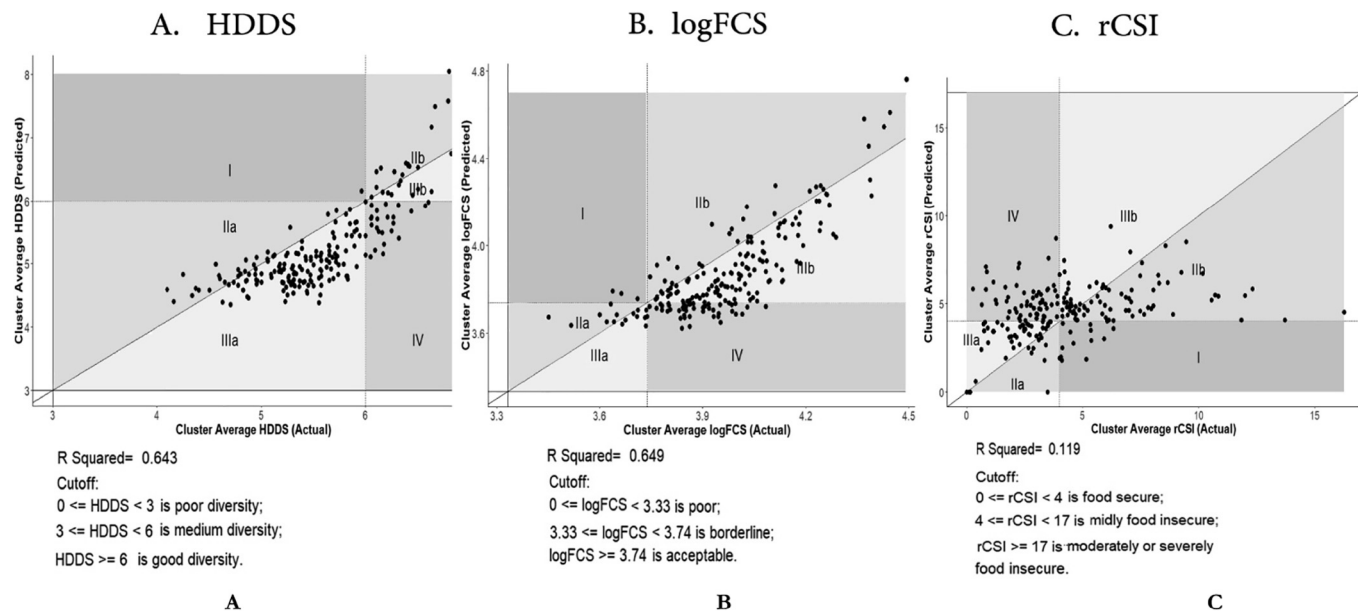 A. HDDS
B. logFCS
C. rCSI
Cluster Average HDDS (Predicted)
8
7
6
5
4
3
I
IIb
IIIb
IIa
IIIa
IV
3
4
5
6
Cluster Average HDDS (Actual)
R Squared= 0.643
Cutoff:
0 <= HDDS < 3 is poor diversity;
3 <= HDDS < 6 is medium diversity;
HDDS >= 6 is good diversity.
A
Cluster Average logFCS (Predicted)
4.8
4.4
4.0
3.6
I
IIb
IIIb
IIa
IIIa
IV
3.3
3.6
3.9
4.2
4.5
Cluster Average logFCS (Actual)
R Squared= 0.649
Cutoff:
0 <= logFCS < 3.33 is poor;
3.33 <= logFCS < 3.74 is borderline;
logFCS >= 3.74 is acceptable.
B
Cluster Average rCSI (Predicted)
15
10
5
0
IV
IIIb
IIb
IIIa
IIa
I
0
5
10
15
Cluster Average rCSI (Actual)
R Squared= 0.119
Cutoff:
0 <= rCSI < 4 is food secure;
4 <= rCSI < 17 is midly food insecure;
rCSI >= 17 is moderately or severely
food insecure.
C